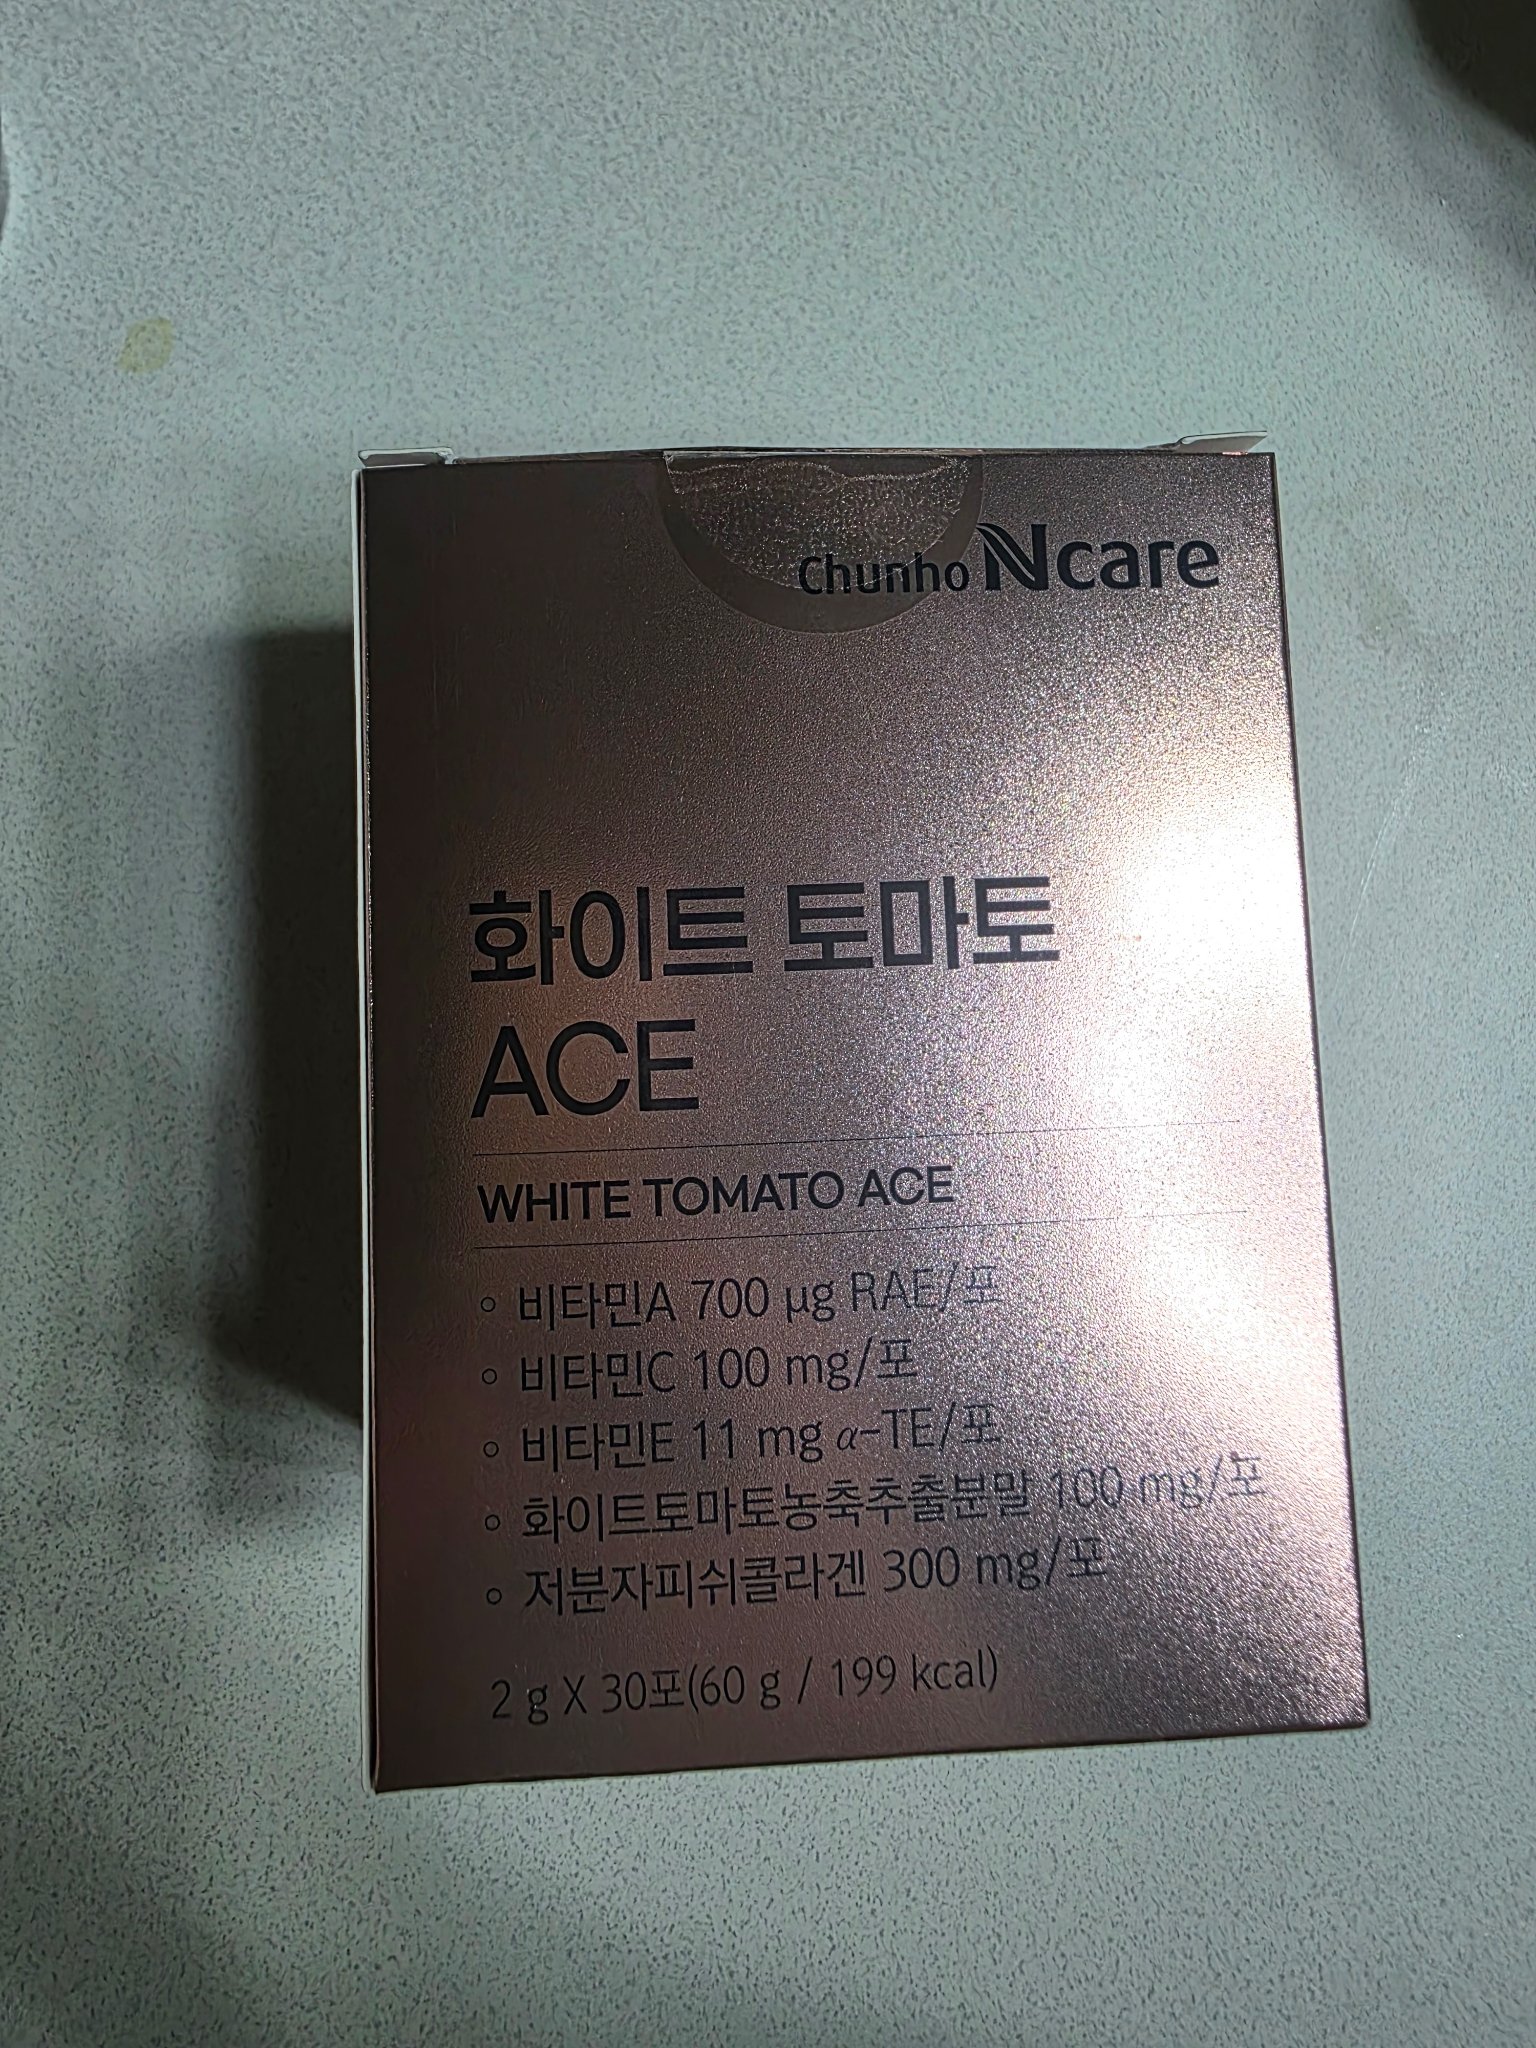 Chunho Ncare
화이트 토마토
ACE
WHITE TOMATO ACE
◦ 비타민A 700 µg RAE/포
◦ 비타민C 100 mg/포
◦ 비타민E 11 mg α-TE/포
◦ 화이트토마토농축추출분말 100 mg/포
◦ 저분자피쉬콜라겐 300 mg/포
2 g X 30포(60 g / 199 kcal)